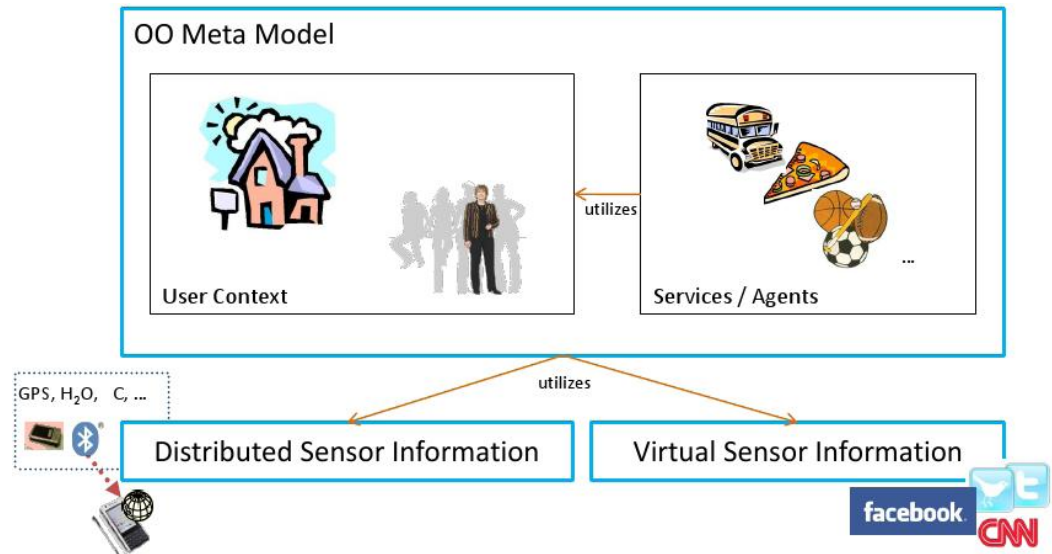 OO Meta Model
User Context
utilizes
Services / Agents
...
utilizes
GPS, H₂O, C, ...
Distributed Sensor Information
Virtual Sensor Information
facebook
t
CNN